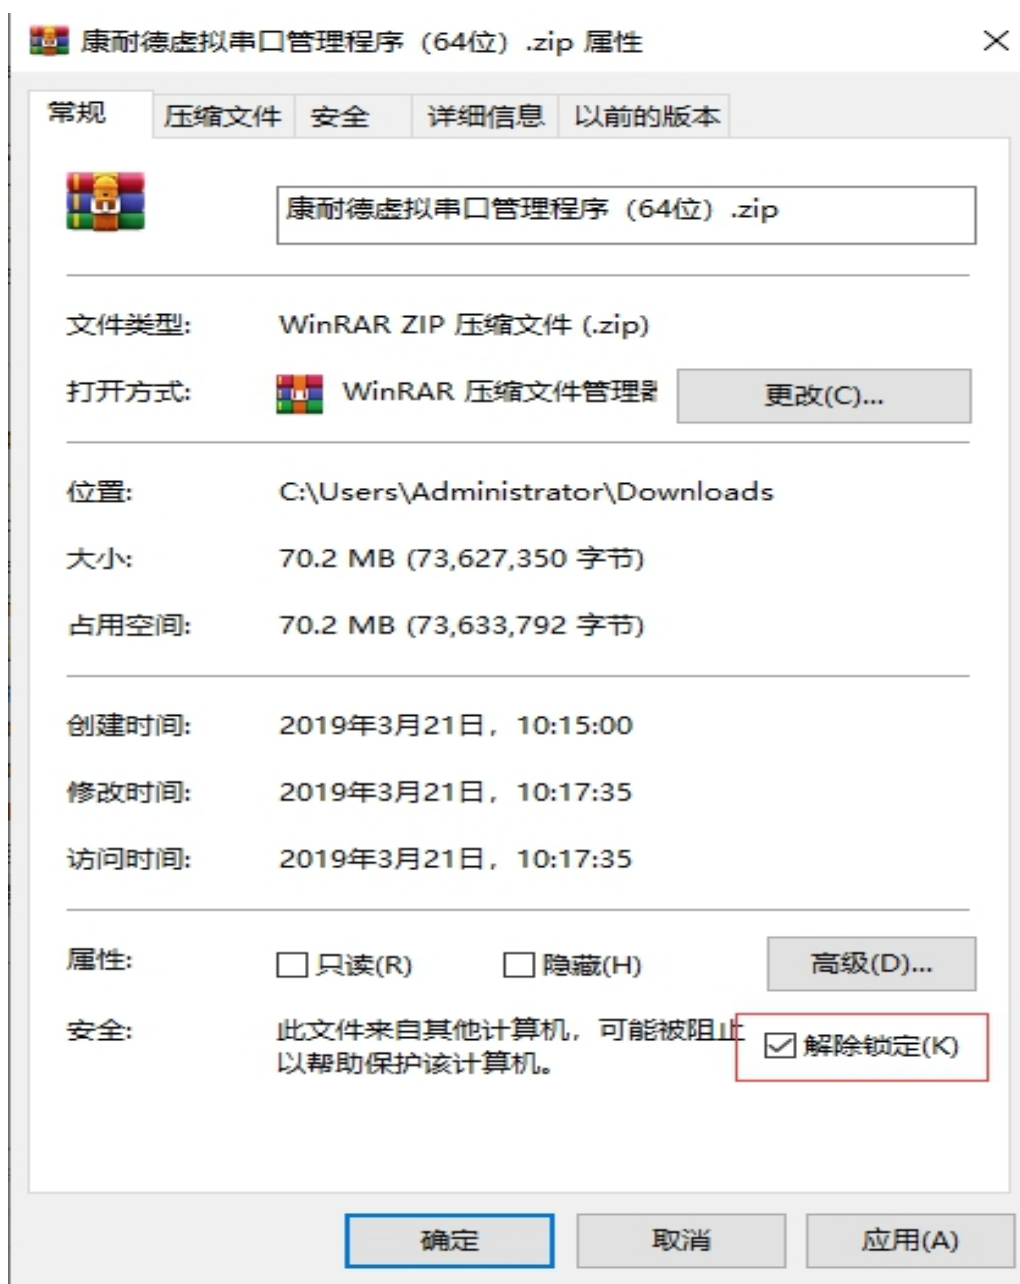 康耐德虚拟串口管理程序（64位）.zip 属性
常规 压缩文件 安全 详细信息 以前的版本
康耐德虚拟串口管理程序（64位）.zip
文件类型: WinRAR ZIP 压缩文件 (.zip)
打开方式: WinRAR 压缩文件管理器 更改(C)...
位置: C:\Users\Administrator\Downloads
大小: 70.2 MB (73,627,350 字节)
占用空间: 70.2 MB (73,633,792 字节)
创建时间: 2019年3月21日，10:15:00
修改时间: 2019年3月21日，10:17:35
访问时间: 2019年3月21日，10:17:35
属性: 只读(R) 隐藏(H) 高级(D)...
安全: 此文件来自其他计算机，可能被阻止 解除锁定(K)
以帮助保护该计算机。
确定 取消 应用(A)